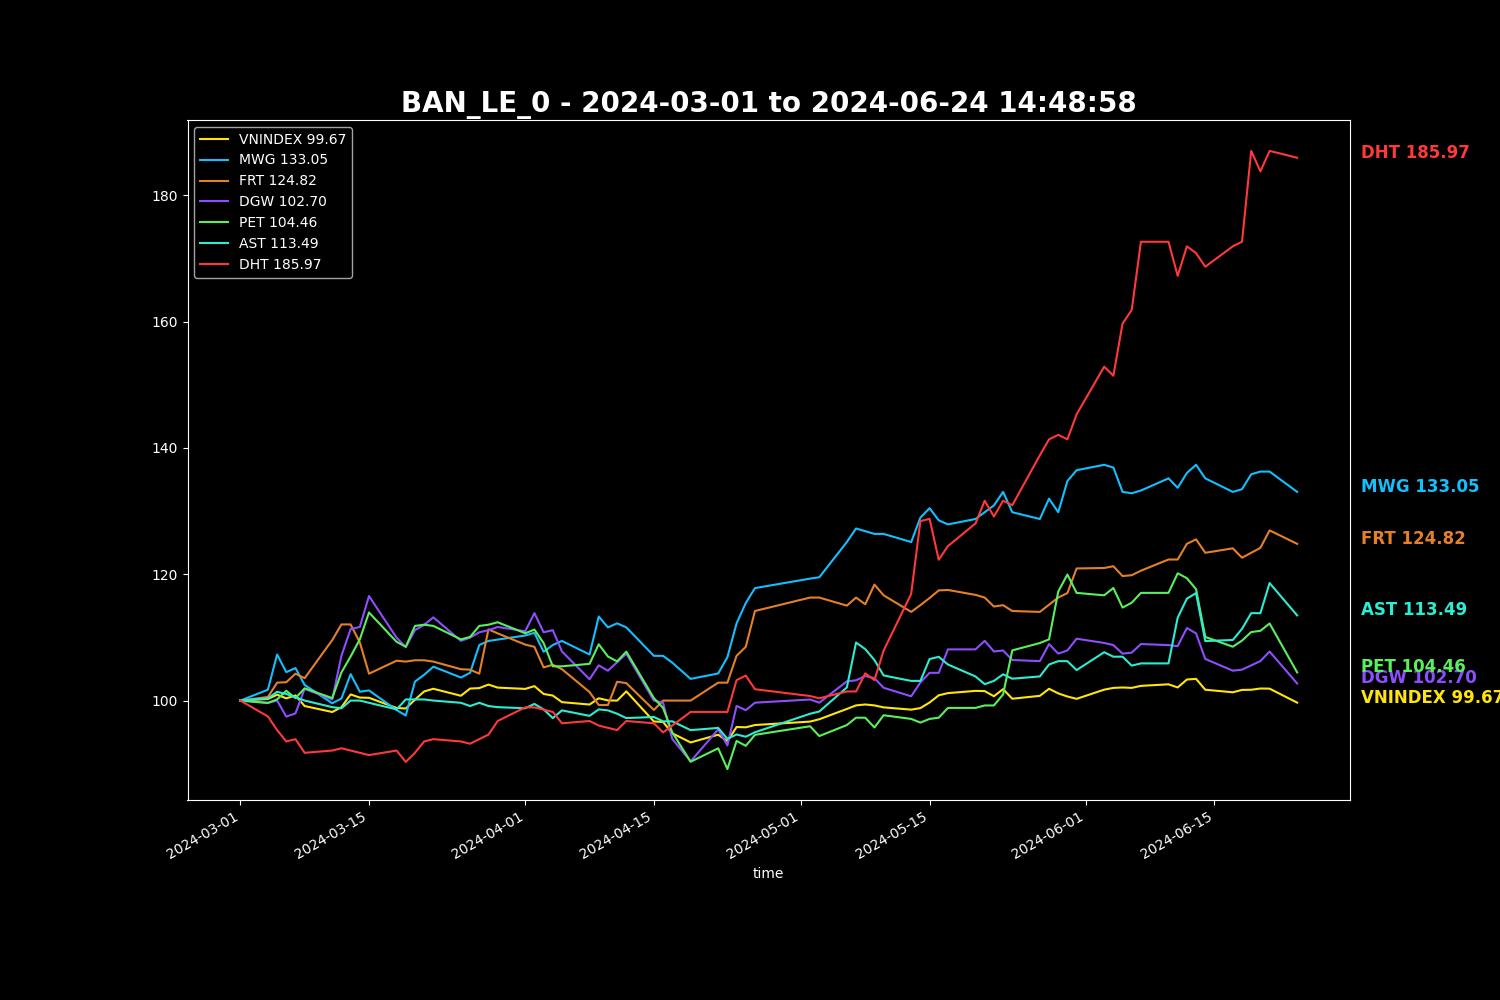 BAN_LE_0 - 2024-03-01 to 2024-06-24 14:48:58
VNINDEX 99.67
MWG 133.05
FRT 124.82
DGW 102.70
PET 104.46
AST 113.49
DHT 185.97
180
160
140
120
100
DHT 185.97
MWG 133.05
FRT 124.82
AST 113.49
PET 104.46
DGW 102.70
VNINDEX 99.67
2024-03-01
2024-03-15
2024-04-01
2024-04-15
2024-05-01
2024-05-15
2024-06-01
2024-06-15
time